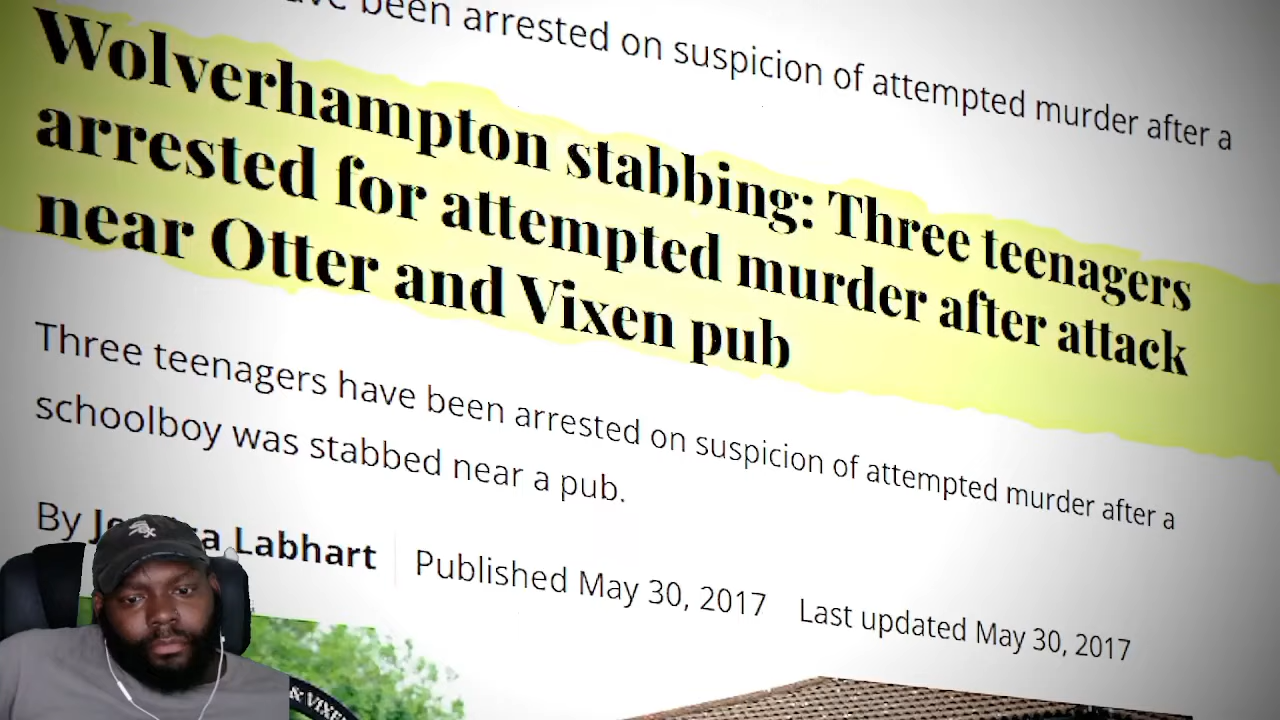 been arrested on suspicion of attempted murder after a
Wolverhampton stabbing: Three teenagers
arrested for attempted murder after attack
near Otter and Vixen pub
Three teenagers have been arrested on suspicion of attempted murder after a
schoolboy was stabbed near a pub.
By Labhart
Published May 30, 2017
Last updated May 30, 2017
&